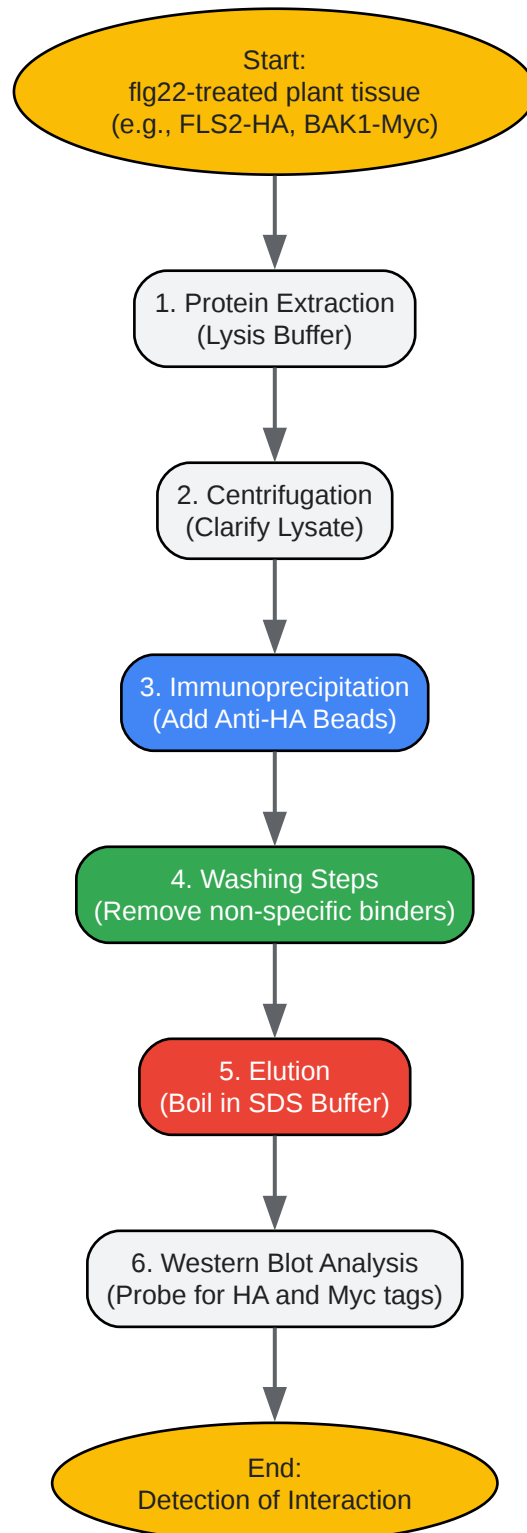 Start:
flg22-treated plant tissue
(e.g., FLS2-HA, BAK1-Myc)
1. Protein Extraction
(Lysis Buffer)
2. Centrifugation
(Clarify Lysate)
3. Immunoprecipitation
(Add Anti-HA Beads)
4. Washing Steps
(Remove non-specific binders)
5. Elution
(Boil in SDS Buffer)
6. Western Blot Analysis
(Probe for HA and Myc tags)
End:
Detection of Interaction